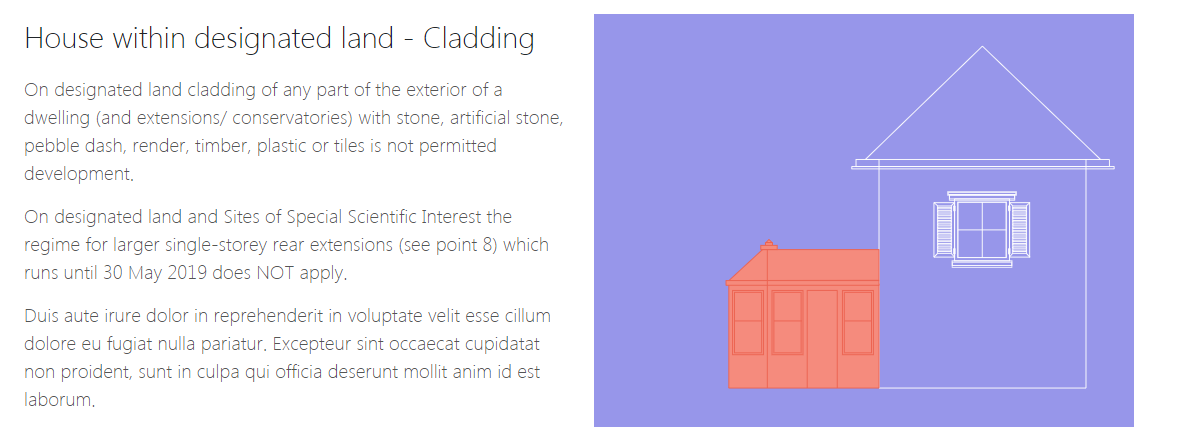 House within designated land - Cladding
On designated land cladding of any part of the exterior of a
dwelling (and extensions/ conservatories) with stone, artificial stone,
pebble dash, render, timber, plastic or tiles is not permitted
development.
On designated land and Sites of Special Scientific Interest the
regime for larger single-storey rear extensions (see point 8) which
runs until 30 May 2019 does NOT apply.
Duis aute irure dolor in reprehenderit in voluptate velit esse cillum
dolore eu fugiat nulla pariatur. Excepteur sint occaecat cupidatat
non proident, sunt in culpa qui officia deserunt mollit anim id est
laborum.